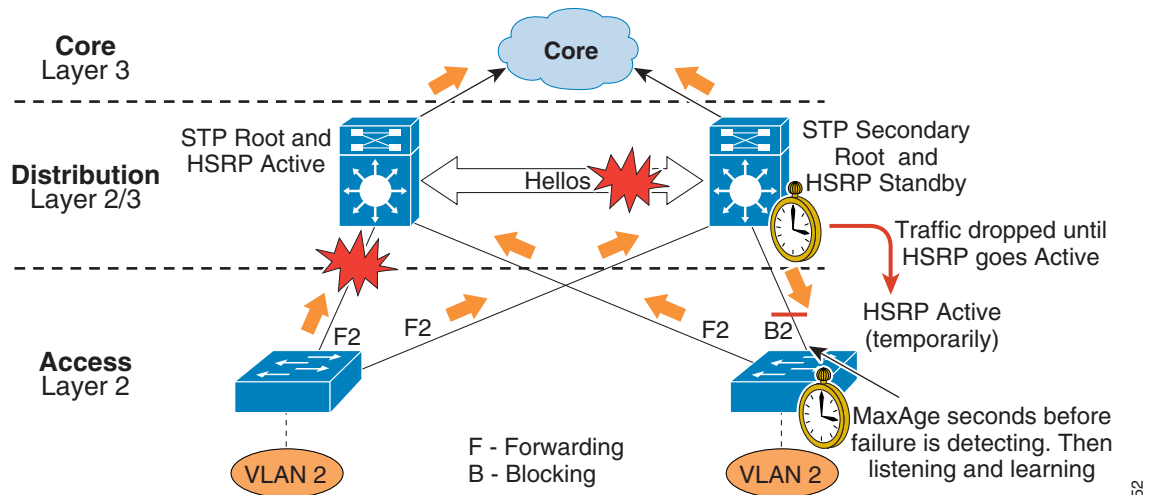 Core
Layer 3
Core
STP Root and
HSRP Active
Distribution
Layer 2/3
Hellos
STP Secondary
Root and
HSRP Standby
Traffic dropped until
HSRP goes Active
HSRP Active
(temporarily)
F2
F2
F2
B2
Access
Layer 2
MaxAge seconds before
failure is detecting. Then
listening and learning
F - Forwarding
B - Blocking
VLAN 2
VLAN 2
52